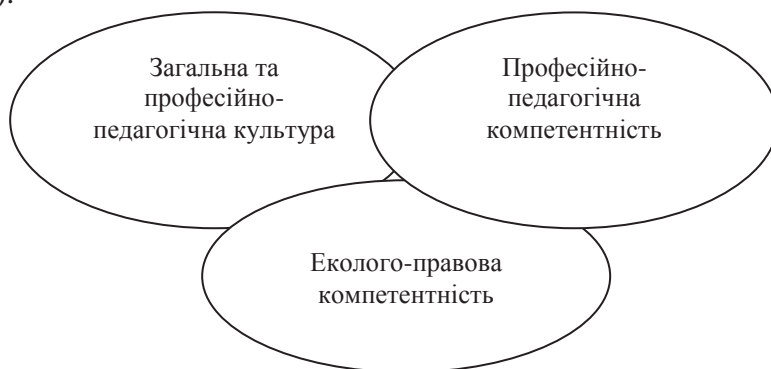 ).
Загальна та
професійно-
педагогічна культура
Професійно-
педагогічна
компетентність
Еколого-правова
компетентність